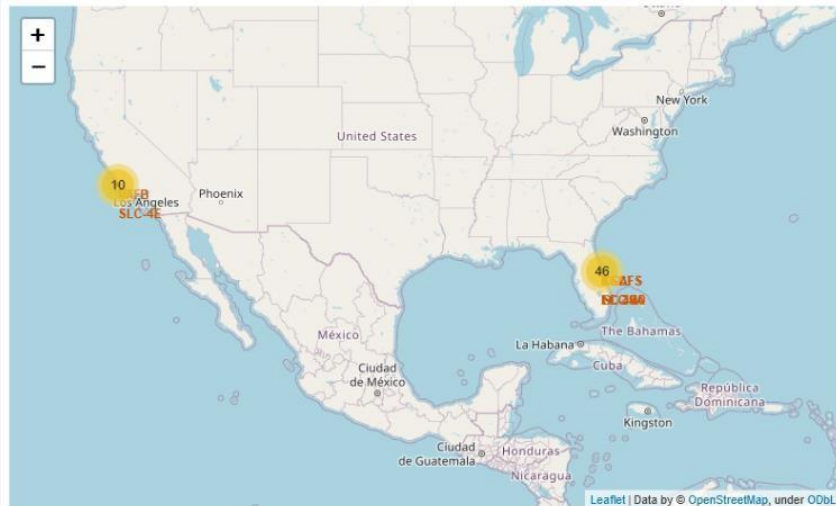 +
−
New York
Washington
United States
10
Los Angeles
Phoenix
SLC-4E
46
The Bahamas
México
La Habana
Cuba
Ciudad
de México
República
Dominicana
Kingston
Ciudad
de Guatemala
Honduras
Nicaragua
Leaflet | Data by © OpenStreetMap, under ODbL